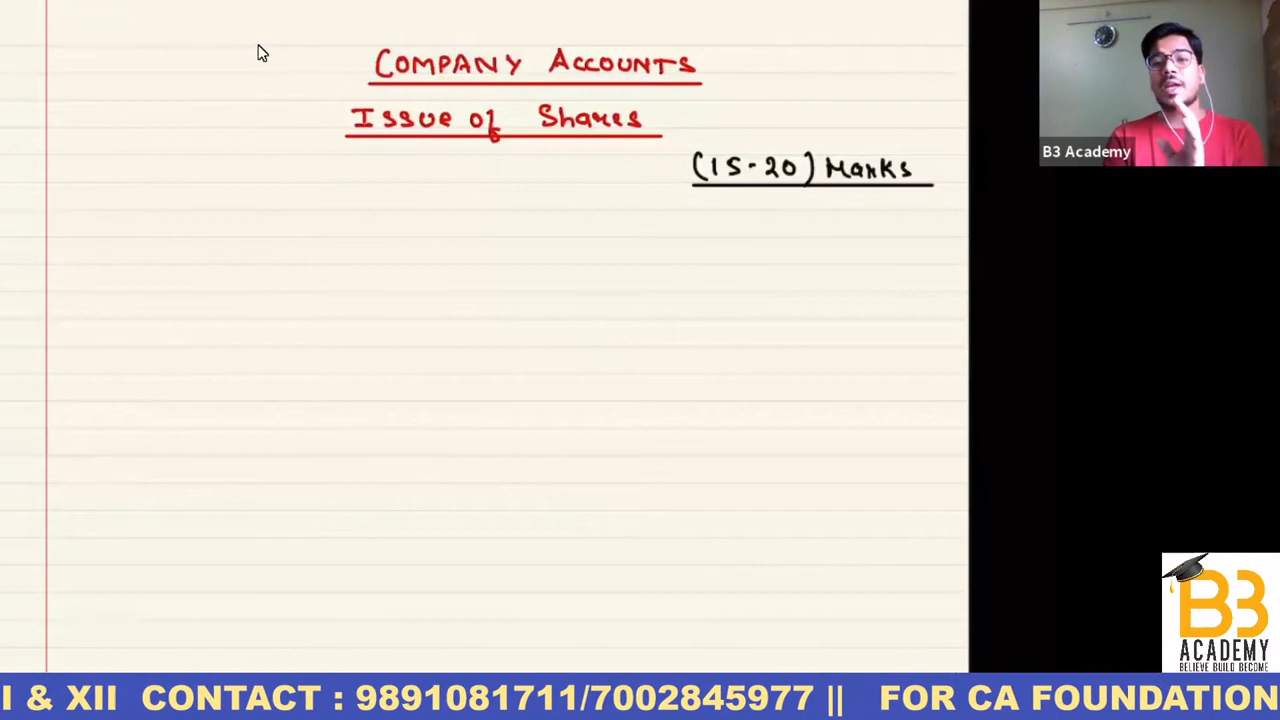 COMPANY ACCOUNTS
Issue of Shares
(15-20) Marks
B3 Academy
B3
ACADEMY
BELIEVE BUILD BECOME
I & XII CONTACT : 9891081711/7002845977 || FOR CA FOUNDATION